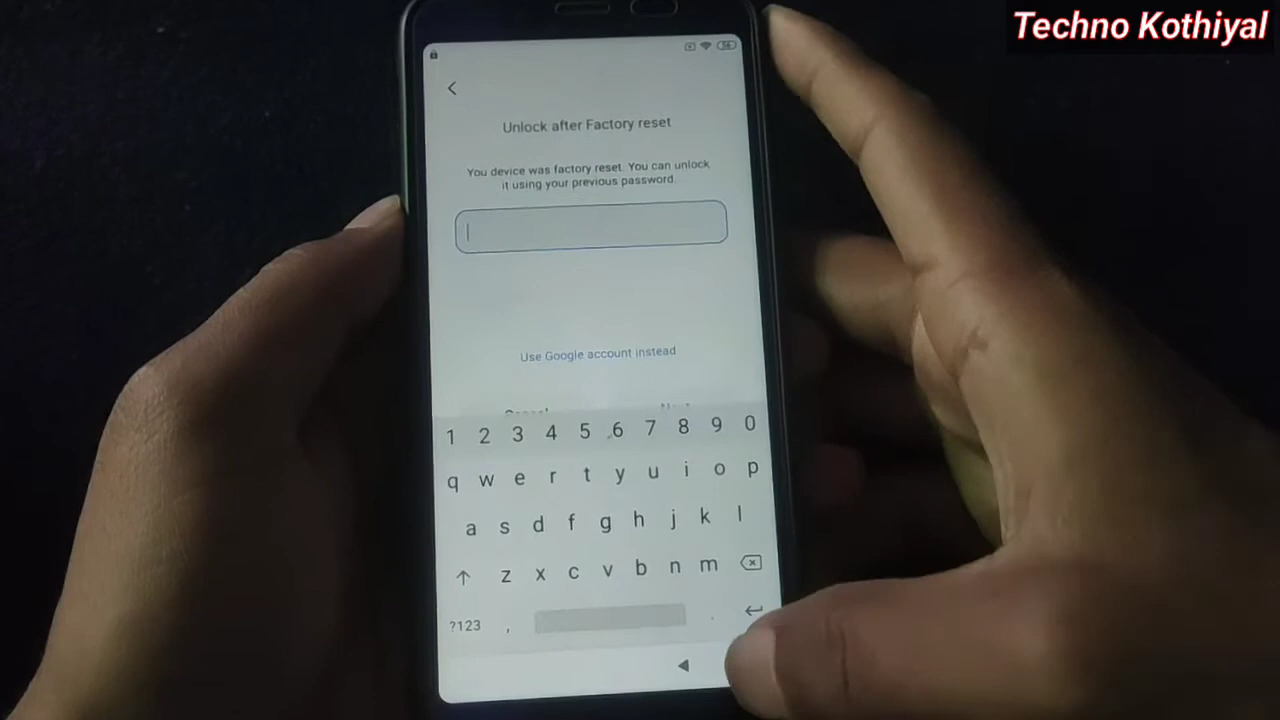 Techno Kothiyal
Unlock after Factory reset
You device was factory reset. You can unlock
it using your previous password.
Use Google account instead
1 2 3 4 5 6 7 8 9 0
q w e r t y u i o p
a s d f g h j k l
z x c v b n m
?123 , .